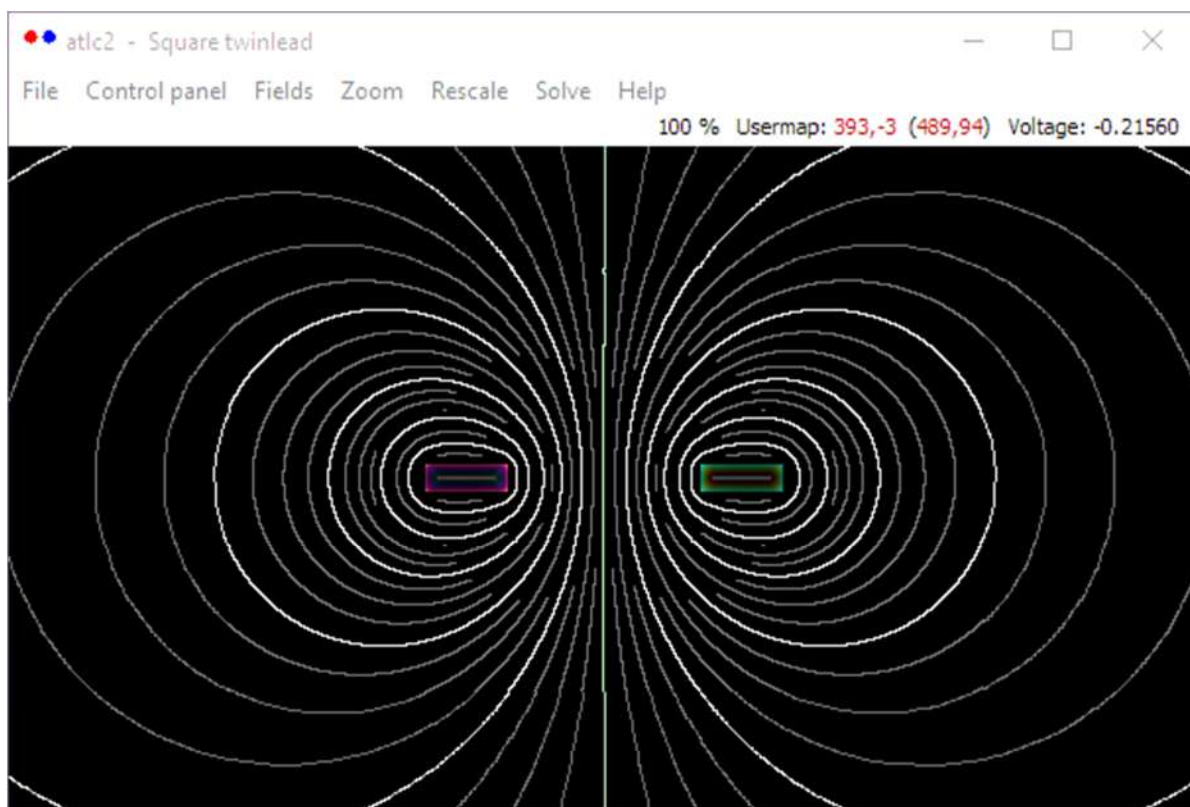 atlc2 - Square twinlead
File Control panel Fields Zoom Rescale Solve Help
100 % Usermap: 393,-3 (489,94) Voltage: -0.21560